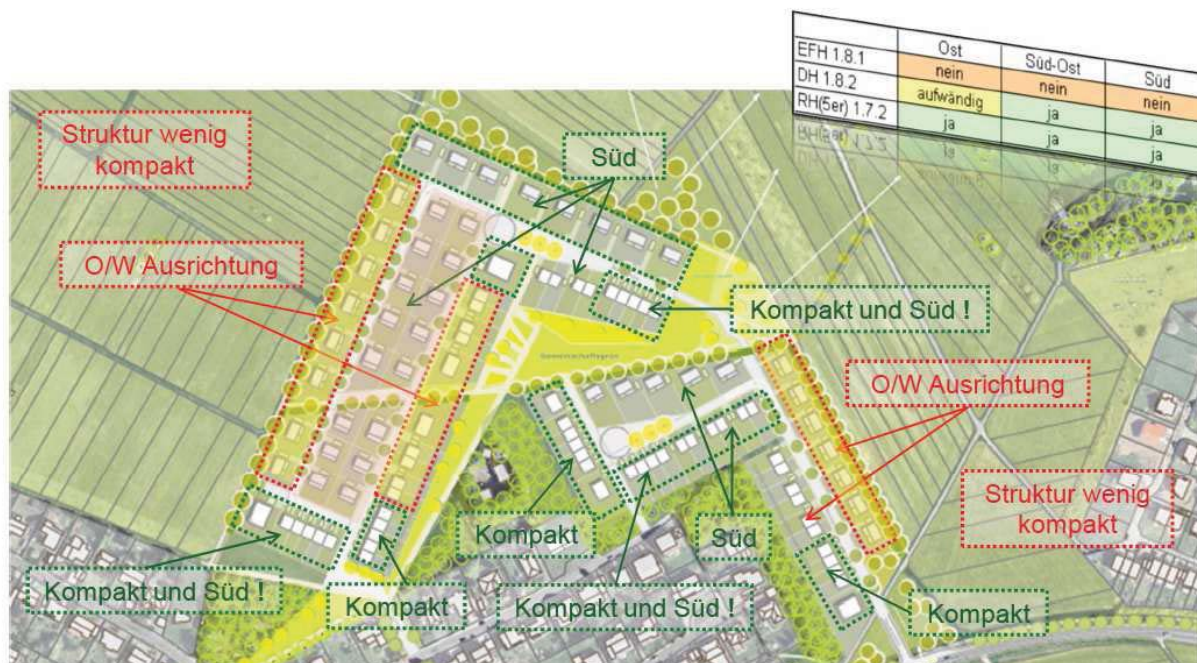 Ost Süd-Ost Süd
EFH 1.8.1 nein nein nein
DH 1.8.2 aufwändig ja ja
RH(5er) 1.7.2 ja ja ja
Struktur wenig
kompakt
Süd
O/W Ausrichtung
Kompakt und Süd !
O/W Ausrichtung
Struktur wenig
kompakt
Kompakt
Süd
Kompakt und Süd !
Kompakt
Kompakt und Süd !
Kompakt